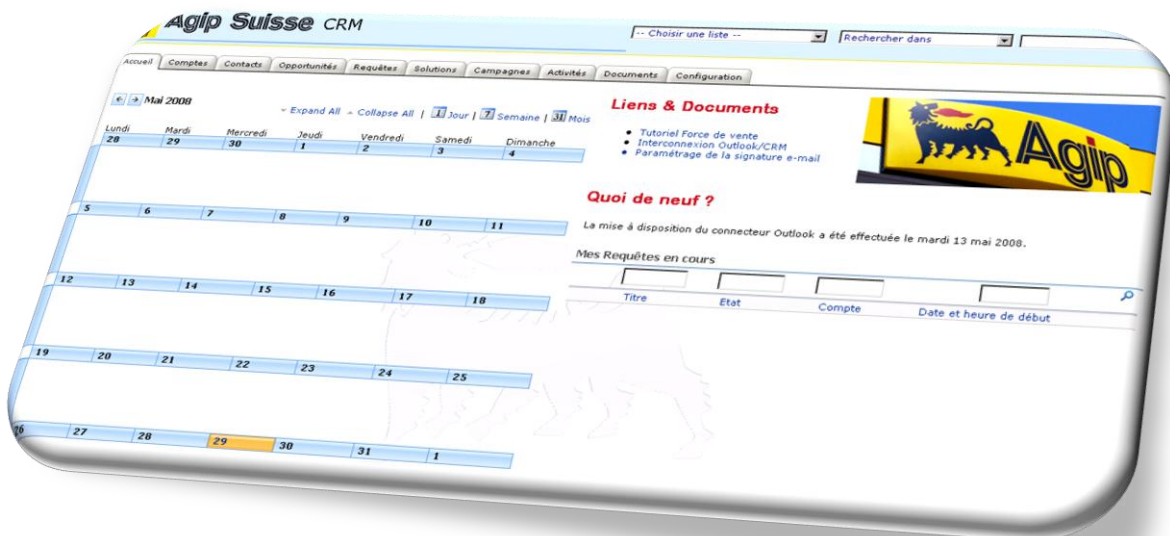 Agip Suisse CRM
-- Choisir une liste --
Rechercher dans
Accueil Comptes Contacts Opportunités Requêtes Solutions Campagnes Activités Documents Configuration
Mai 2008
Expand All Collapse All | 1 Jour | 7 Semaine | 31 Mois
Lundi Mardi Mercredi Jeudi Vendredi Samedi Dimanche
28 29 30 1 2 3 4
5 6 7 8 9 10 11
12 13 14 15 16 17 18
19 20 21 22 23 24 25
26 27 28 29 30 31 1
Liens & Documents
Tutoriel Force de vente
Interconnexion Outlook/CRM
Paramétrage de la signature e-mail
Agip
Quoi de neuf ?
La mise à disposition du connecteur Outlook a été effectuée le mardi 13 mai 2008.
Mes Requêtes en cours
Titre Etat Compte Date et heure de début